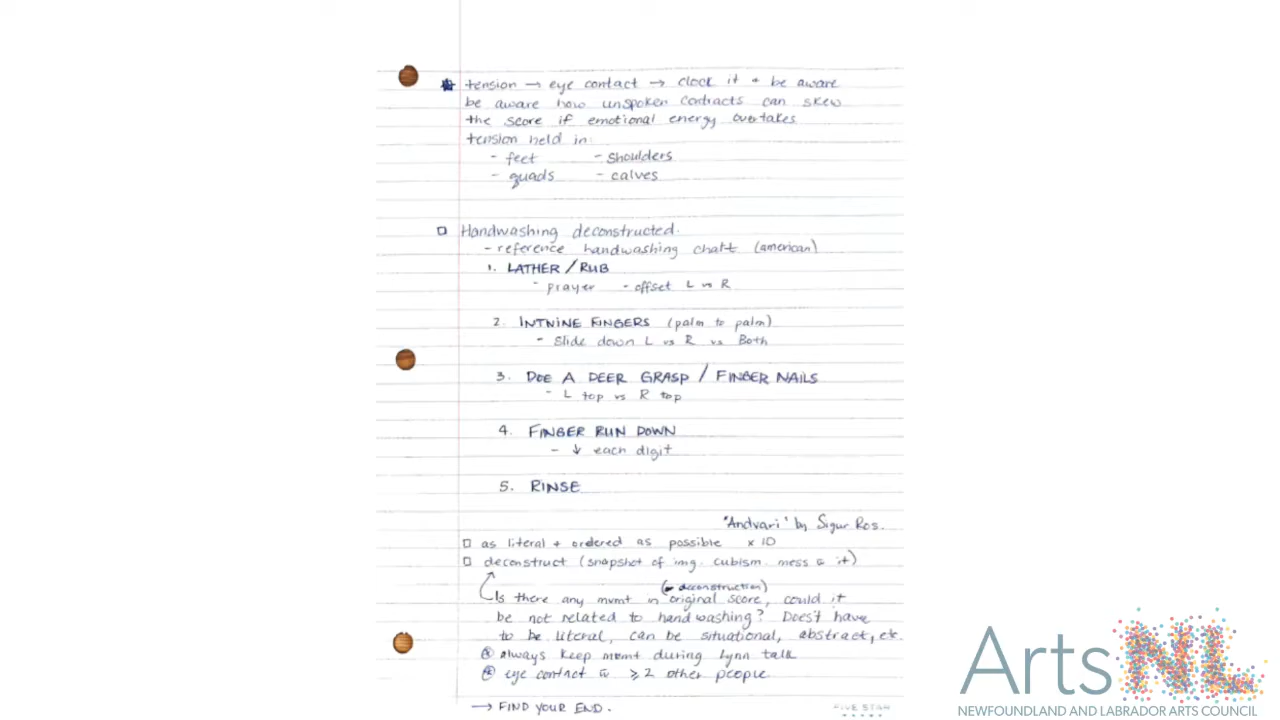 tension → eye contact → clock it + be aware
be aware how unspoken contracts can skew
the score if emotional energy overtakes
tension held in:
- feet - shoulders
- quads - calves
□ Handwashing deconstructed.
- reference handwashing chart (american)
1. LATHER / RUB
- prayer - offset L vs R
2. INTWINE FINGERS (palm to palm)
- Slide down L vs R vs Both
3. DOE A DEER GRASP / FINGER NAILS
- L top vs R top
4. FINGER RUN DOWN
- ↓ each digit
5. RINSE
"Andvari" by Sigur Ros.
□ as literal + ordered as possible x 10
□ deconstruct (snapshot of img. cubism. mess w it)
(deconstruction)
Is there any mvmt in original score, could it
be not related to handwashing? Does't have
to be literal, can be situational, abstract, etc.
always keep mvmt during Lynn talk
eye contact w ≥ 2 other people
→ FIND YOUR END.
FIVE STAR
ArtsNL
NEWFOUNDLAND AND LABRADOR ARTS COUNCIL